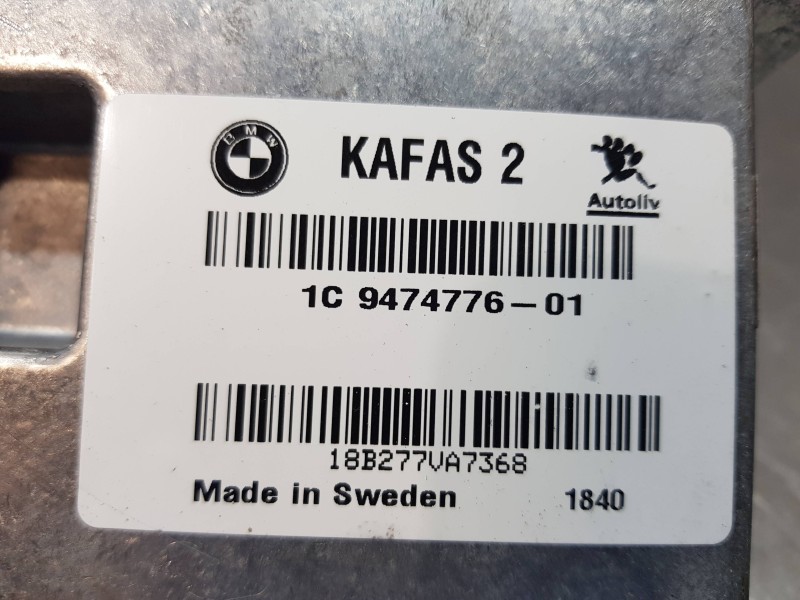 BMW
KAFAS 2
Autoliv
1C 9474776-01
18B277VA7368
Made in Sweden 1840